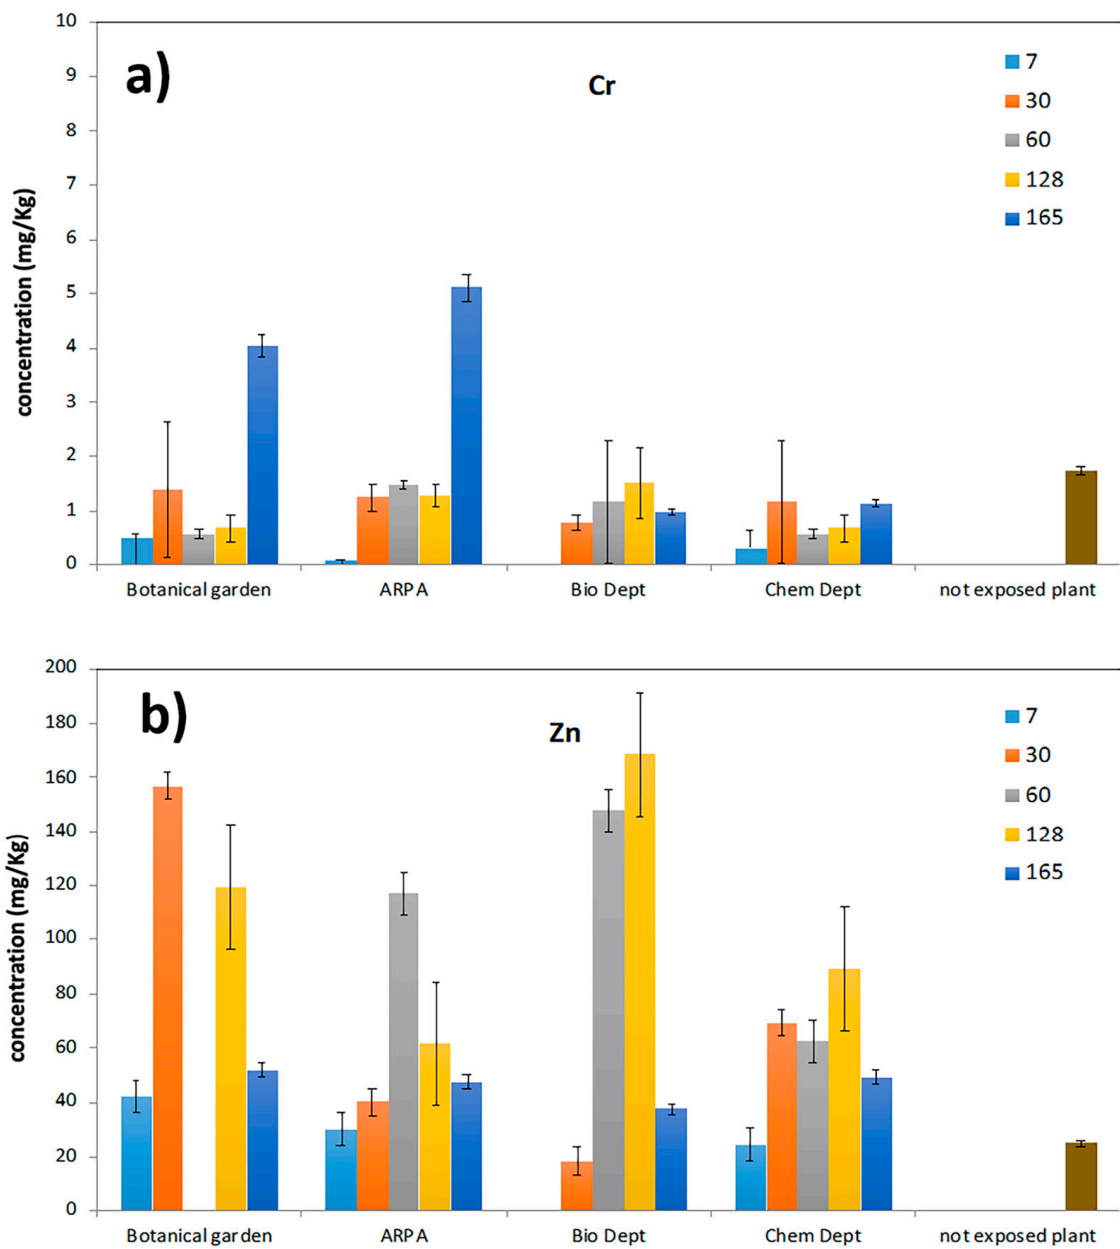 a)
Cr
concentration (mg/Kg)
10
9
8
7
6
5
4
3
2
1
0
7
30
60
128
165
Botanical garden
ARPA
Bio Dept
Chem Dept
not exposed plant
b)
Zn
concentration (mg/Kg)
200
180
160
140
120
100
80
60
40
20
0
7
30
60
128
165
Botanical garden
ARPA
Bio Dept
Chem Dept
not exposed plant